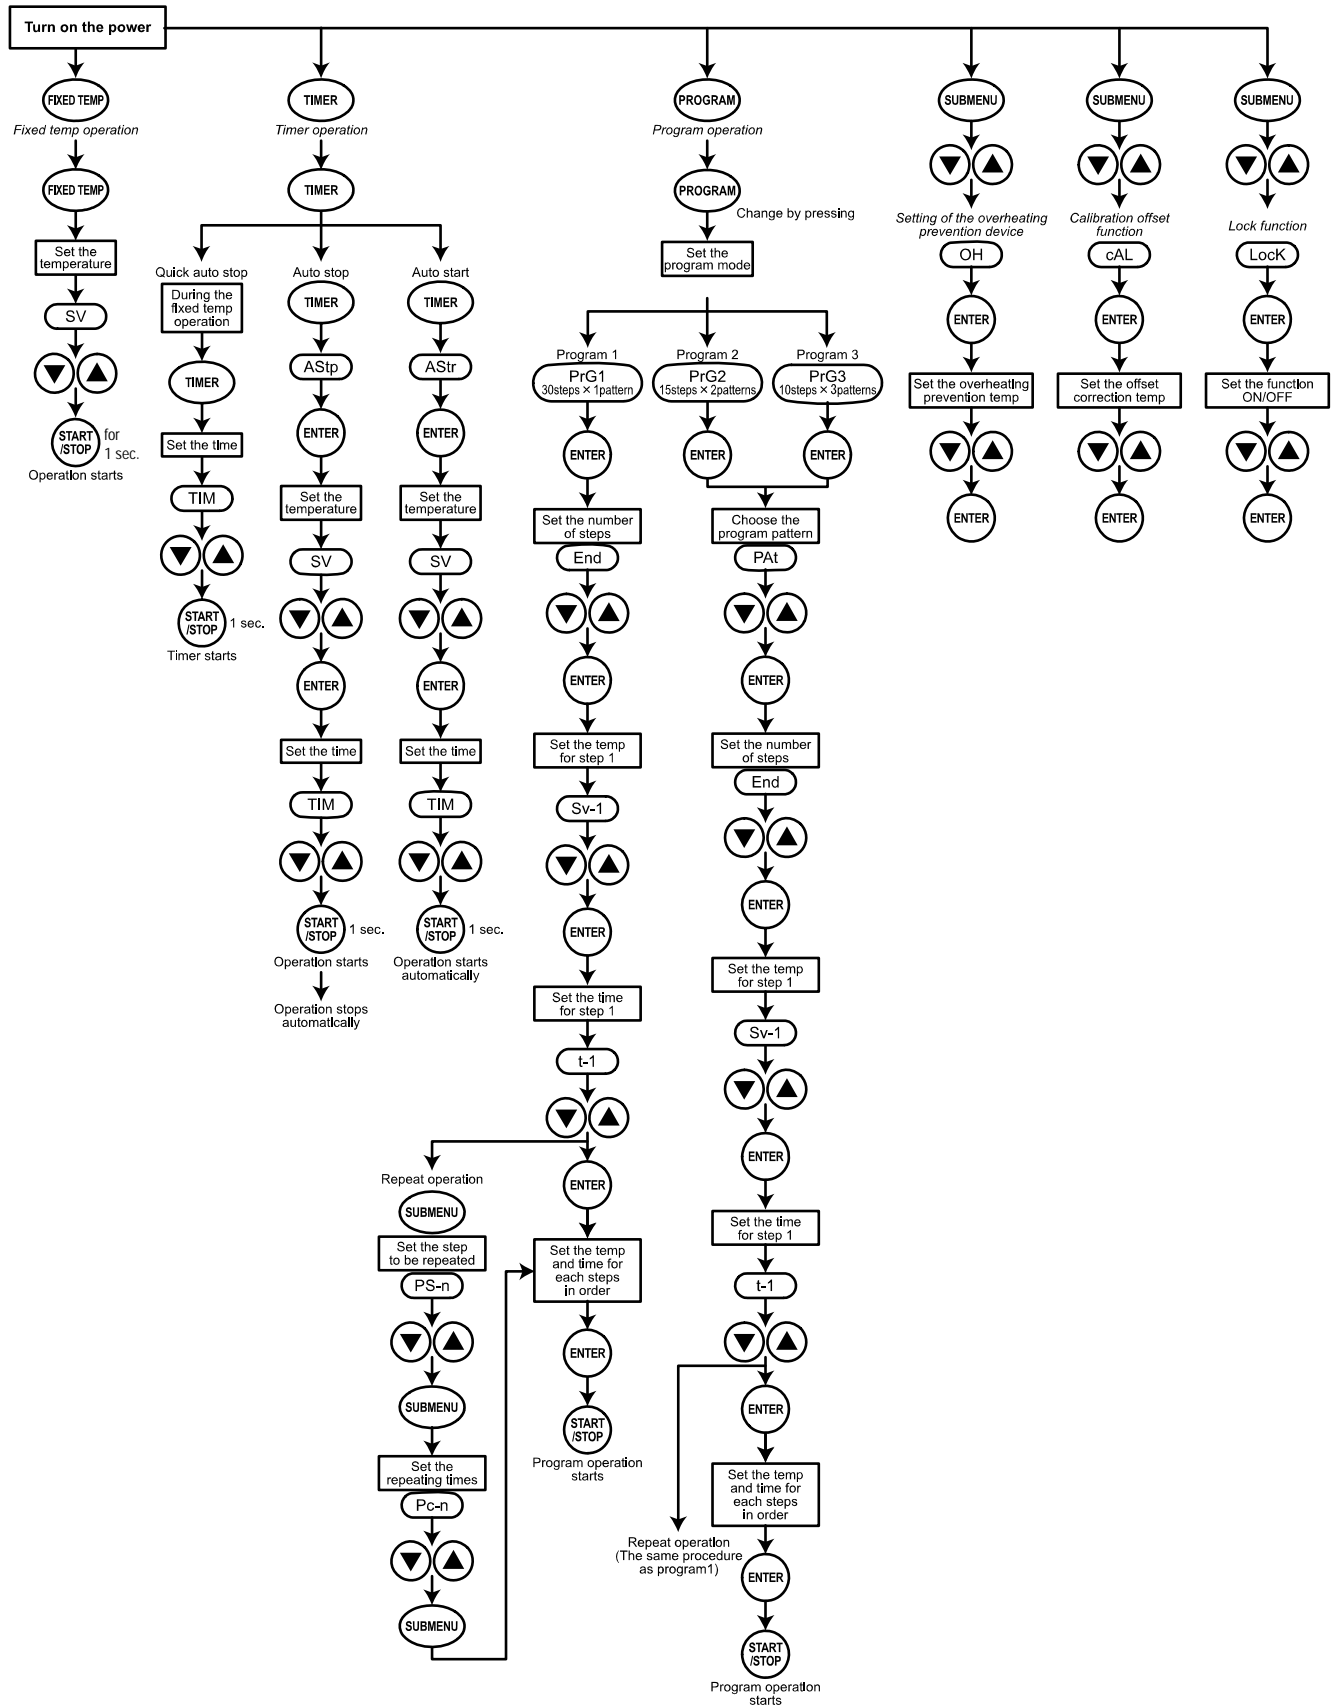 Turn on the power
FIXED TEMP
Fixed temp operation
FIXED TEMP
Set the
temperature
SV
▼ ▲
START
/STOP
for
1 sec.
Operation starts
TIMER
Timer operation
TIMER
Quick auto stop
During the
fixed temp
operation
TIMER
Set the time
TIM
▼ ▲
START
/STOP
1 sec.
Timer starts
Auto stop
TIMER
AStp
ENTER
Set the
temperature
SV
▼ ▲
ENTER
Set the time
TIM
▼ ▲
START
/STOP
1 sec.
Operation starts
Operation stops
automatically
Auto start
TIMER
AStr
ENTER
Set the
temperature
SV
▼ ▲
ENTER
Set the time
TIM
▼ ▲
START
/STOP
1 sec.
Operation starts
automatically
PROGRAM
Program operation
PROGRAM
Change by pressing
Set the
program mode
Program 1
PrG1
30steps × 1pattern
ENTER
Set the number
of steps
End
▼ ▲
ENTER
Set the temp
for step 1
Sv-1
▼ ▲
ENTER
Set the time
for step 1
t-1
▼ ▲
ENTER
Set the temp
and time for
each steps
in order
ENTER
START
/STOP
Program operation
starts
Repeat operation
SUBMENU
Set the step
to be repeated
PS-n
▼ ▲
SUBMENU
Set the
repeating times
Pc-n
▼ ▲
SUBMENU
Program 2
PrG2
15steps × 2patterns
ENTER
Program 3
PrG3
10steps × 3patterns
ENTER
Choose the
program pattern
PAt
▼ ▲
ENTER
Set the number
of steps
End
▼ ▲
ENTER
Set the temp
for step 1
Sv-1
▼ ▲
ENTER
Set the time
for step 1
t-1
▼ ▲
ENTER
Set the temp
and time for
each steps
in order
ENTER
START
/STOP
Program operation
starts
Repeat operation
(The same procedure
as program1)
SUBMENU
▼ ▲
Setting of the overheating
prevention device
OH
ENTER
Set the overheating
prevention temp
▼ ▲
ENTER
SUBMENU
▼ ▲
Calibration offset
function
cAL
ENTER
Set the offset
correction temp
▼ ▲
ENTER
SUBMENU
▼ ▲
Lock function
LocK
ENTER
Set the function
ON/OFF
▼ ▲
ENTER